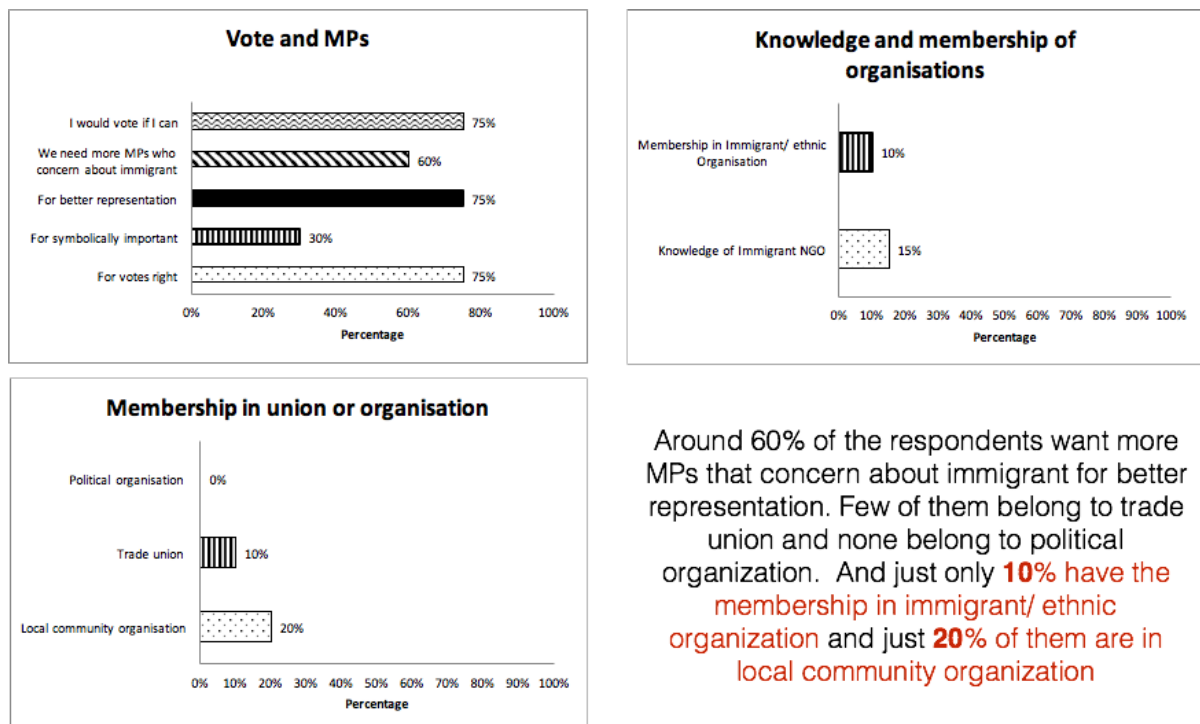 Vote and MPs
I would vote if I can
75%
We need more MPs who
concern about immigrant
60%
For better representation
75%
For symbolically important
30%
For votes right
75%
0% 20% 40% 60% 80% 100%
Percentage
Knowledge and membership of
organisations
Membership in Immigrant/ ethnic
Organisation
10%
Knowledge of Immigrant NGO
15%
0% 10% 20% 30% 40% 50% 60% 70% 80% 90% 100%
Percentage
Membership in union or organisation
Political organisation
0%
Trade union
10%
Local community organisation
20%
0% 10% 20% 30% 40% 50% 60% 70% 80% 90% 100%
Percentage
Around 60% of the respondents want more
MPs that concern about immigrant for better
representation. Few of them belong to trade
union and none belong to political
organization. And just only 10% have the
membership in immigrant/ ethnic
organization and just 20% of them are in
local community organization